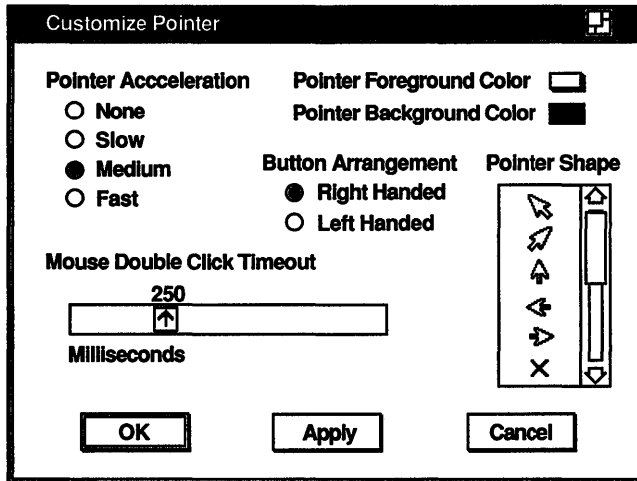 Customize Pointer
Pointer Accceleration
None
Slow
Medium
Fast
Pointer Foreground Color
Pointer Background Color
Button Arrangement
Right Handed
Left Handed
Pointer Shape
Mouse Double Click Timeout
250
Milliseconds
OK
Apply
Cancel